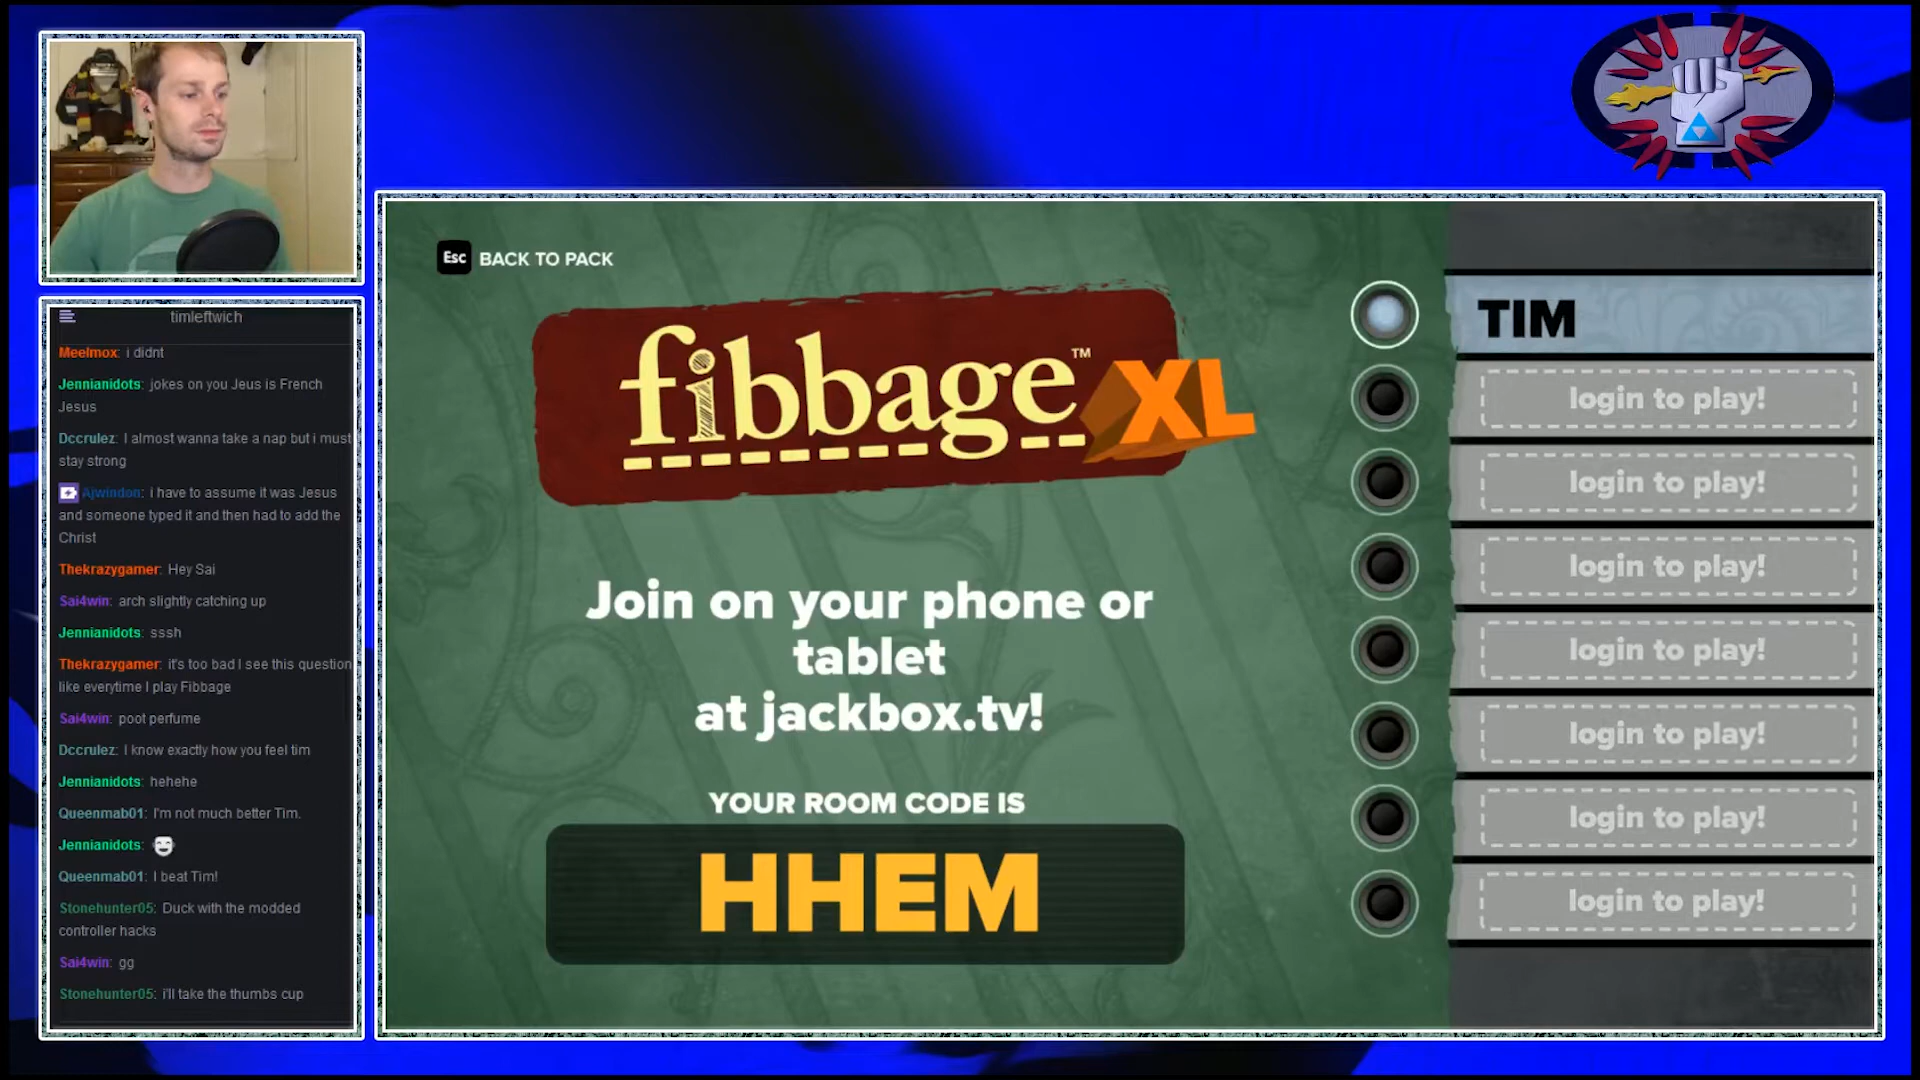 timleftwich
Meelmox: i didnt
Jennianidots: jokes on you Jeus is French
Jesus
Dccrulez: I almost wanna take a nap but i must
stay strong
Ajwindon: i have to assume it was Jesus
and someone typed it and then had to add the
Christ
Thekrazygamer: Hey Sai
Sai4win: arch slightly catching up
Jennianidots: sssh
Thekrazygamer: it's too bad I see this question
like everytime I play Fibbage
Sai4win: poot perfume
Dccrulez: I know exactly how you feel tim
Jennianidots: hehehe
Queenmab01: I'm not much better Tim.
Jennianidots:
Queenmab01: I beat Tim!
Stonehunter05: Duck with the modded
controller hacks
Sai4win: gg
Stonehunter05: i'll take the thumbs cup
Esc BACK TO PACK
fibbage™ XL
Join on your phone or
tablet
at jackbox.tv!
YOUR ROOM CODE IS
HHEM
TIM
login to play!
login to play!
login to play!
login to play!
login to play!
login to play!
login to play!